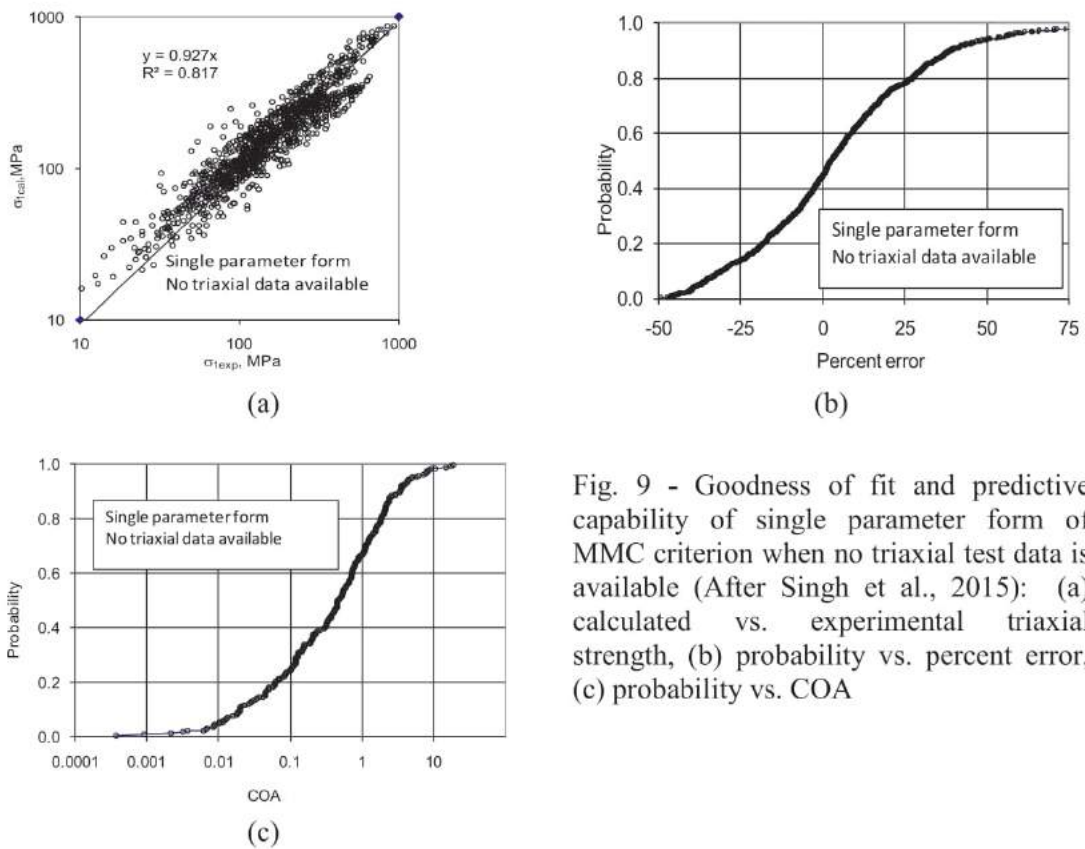 1000
y = 0.927x
R² = 0.817
100
σ1cal,MPa
Single parameter form
No triaxial data available
10
10 100 1000
σ1exp, MPa
(a)
1.0
0.8
0.6
0.4
0.2
0.0
Probability
Single parameter form
No triaxial data available
-50 -25 0 25 50 75
Percent error
(b)
1.0
0.8
0.6
0.4
0.2
0.0
Probability
Single parameter form
No triaxial data available
0.0001 0.001 0.01 0.1 1 10
COA
(c)
Fig. 9 - Goodness of fit and predictive
capability of single parameter form of
MMC criterion when no triaxial test data is
available (After Singh et al., 2015): (a)
calculated vs. experimental triaxial
strength, (b) probability vs. percent error,
(c) probability vs. COA